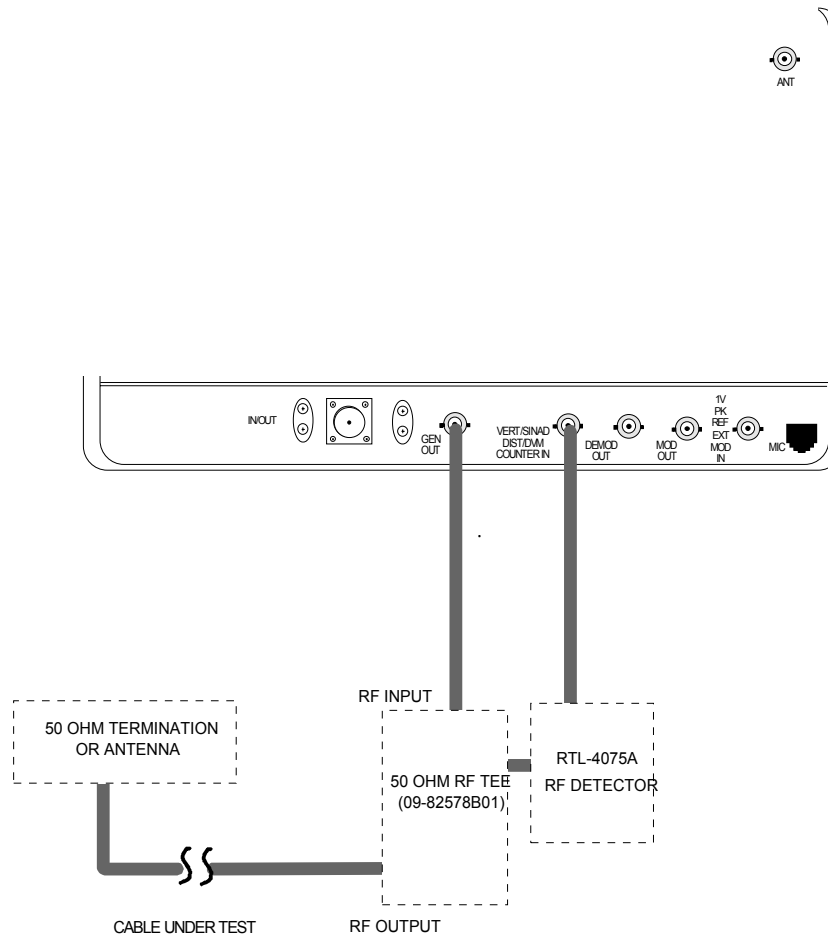 ANT
IN/OUT
GEN
OUT
VERT/SINAD
DIST/DVM
COUNTER IN
DEMOD
OUT
MOD
OUT
1V
PK
REF
EXT
MOD
IN
MIC
RF INPUT
50 OHM TERMINATION
OR ANTENNA
50 OHM RF TEE
(09-82578B01)
RTL-4075A
RF DETECTOR
CABLE UNDER TEST
RF OUTPUT